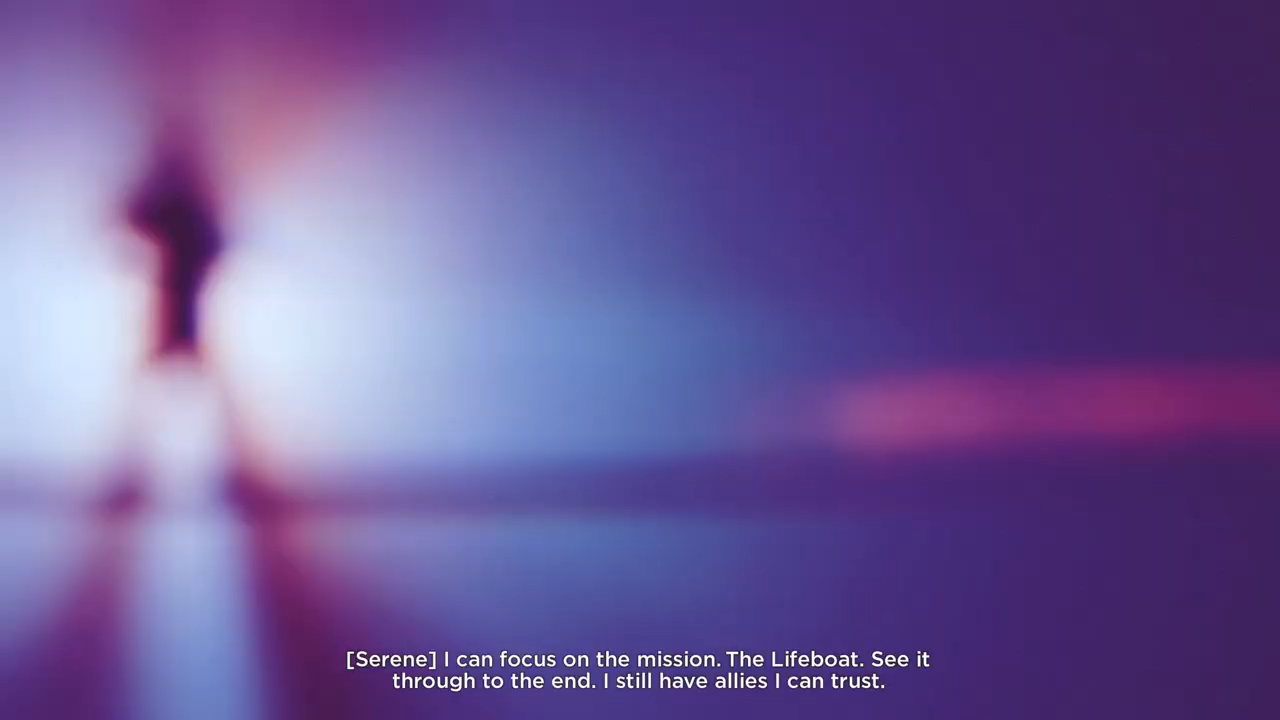 [Serene] I can focus on the mission. The Lifeboat. See it
through to the end. I still have allies I can trust.